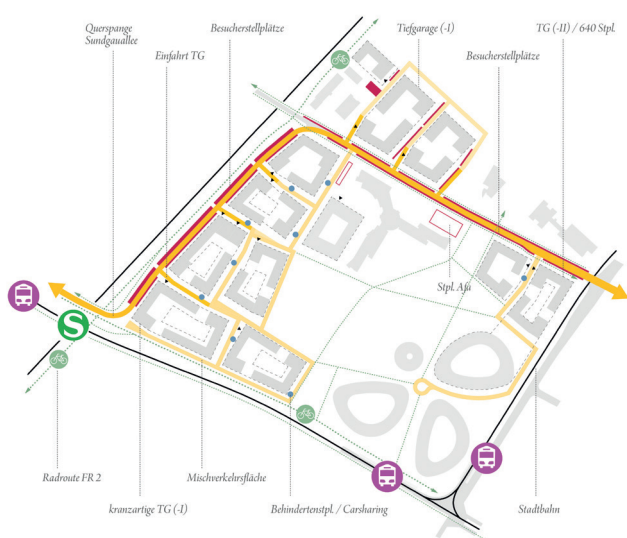 Querspange
Sundgauallee
Einfahrt TG
Besucherstellplätze
Tiefgarage (-I)
Besucherstellplätze
TG (-II) / 640 Stpl.
S
Stpl. Afu
Radroute FR 2
kranzartige TG (-I)
Mischverkehrsfläche
Behindertenstpl. / Carsharing
Stadtbahn